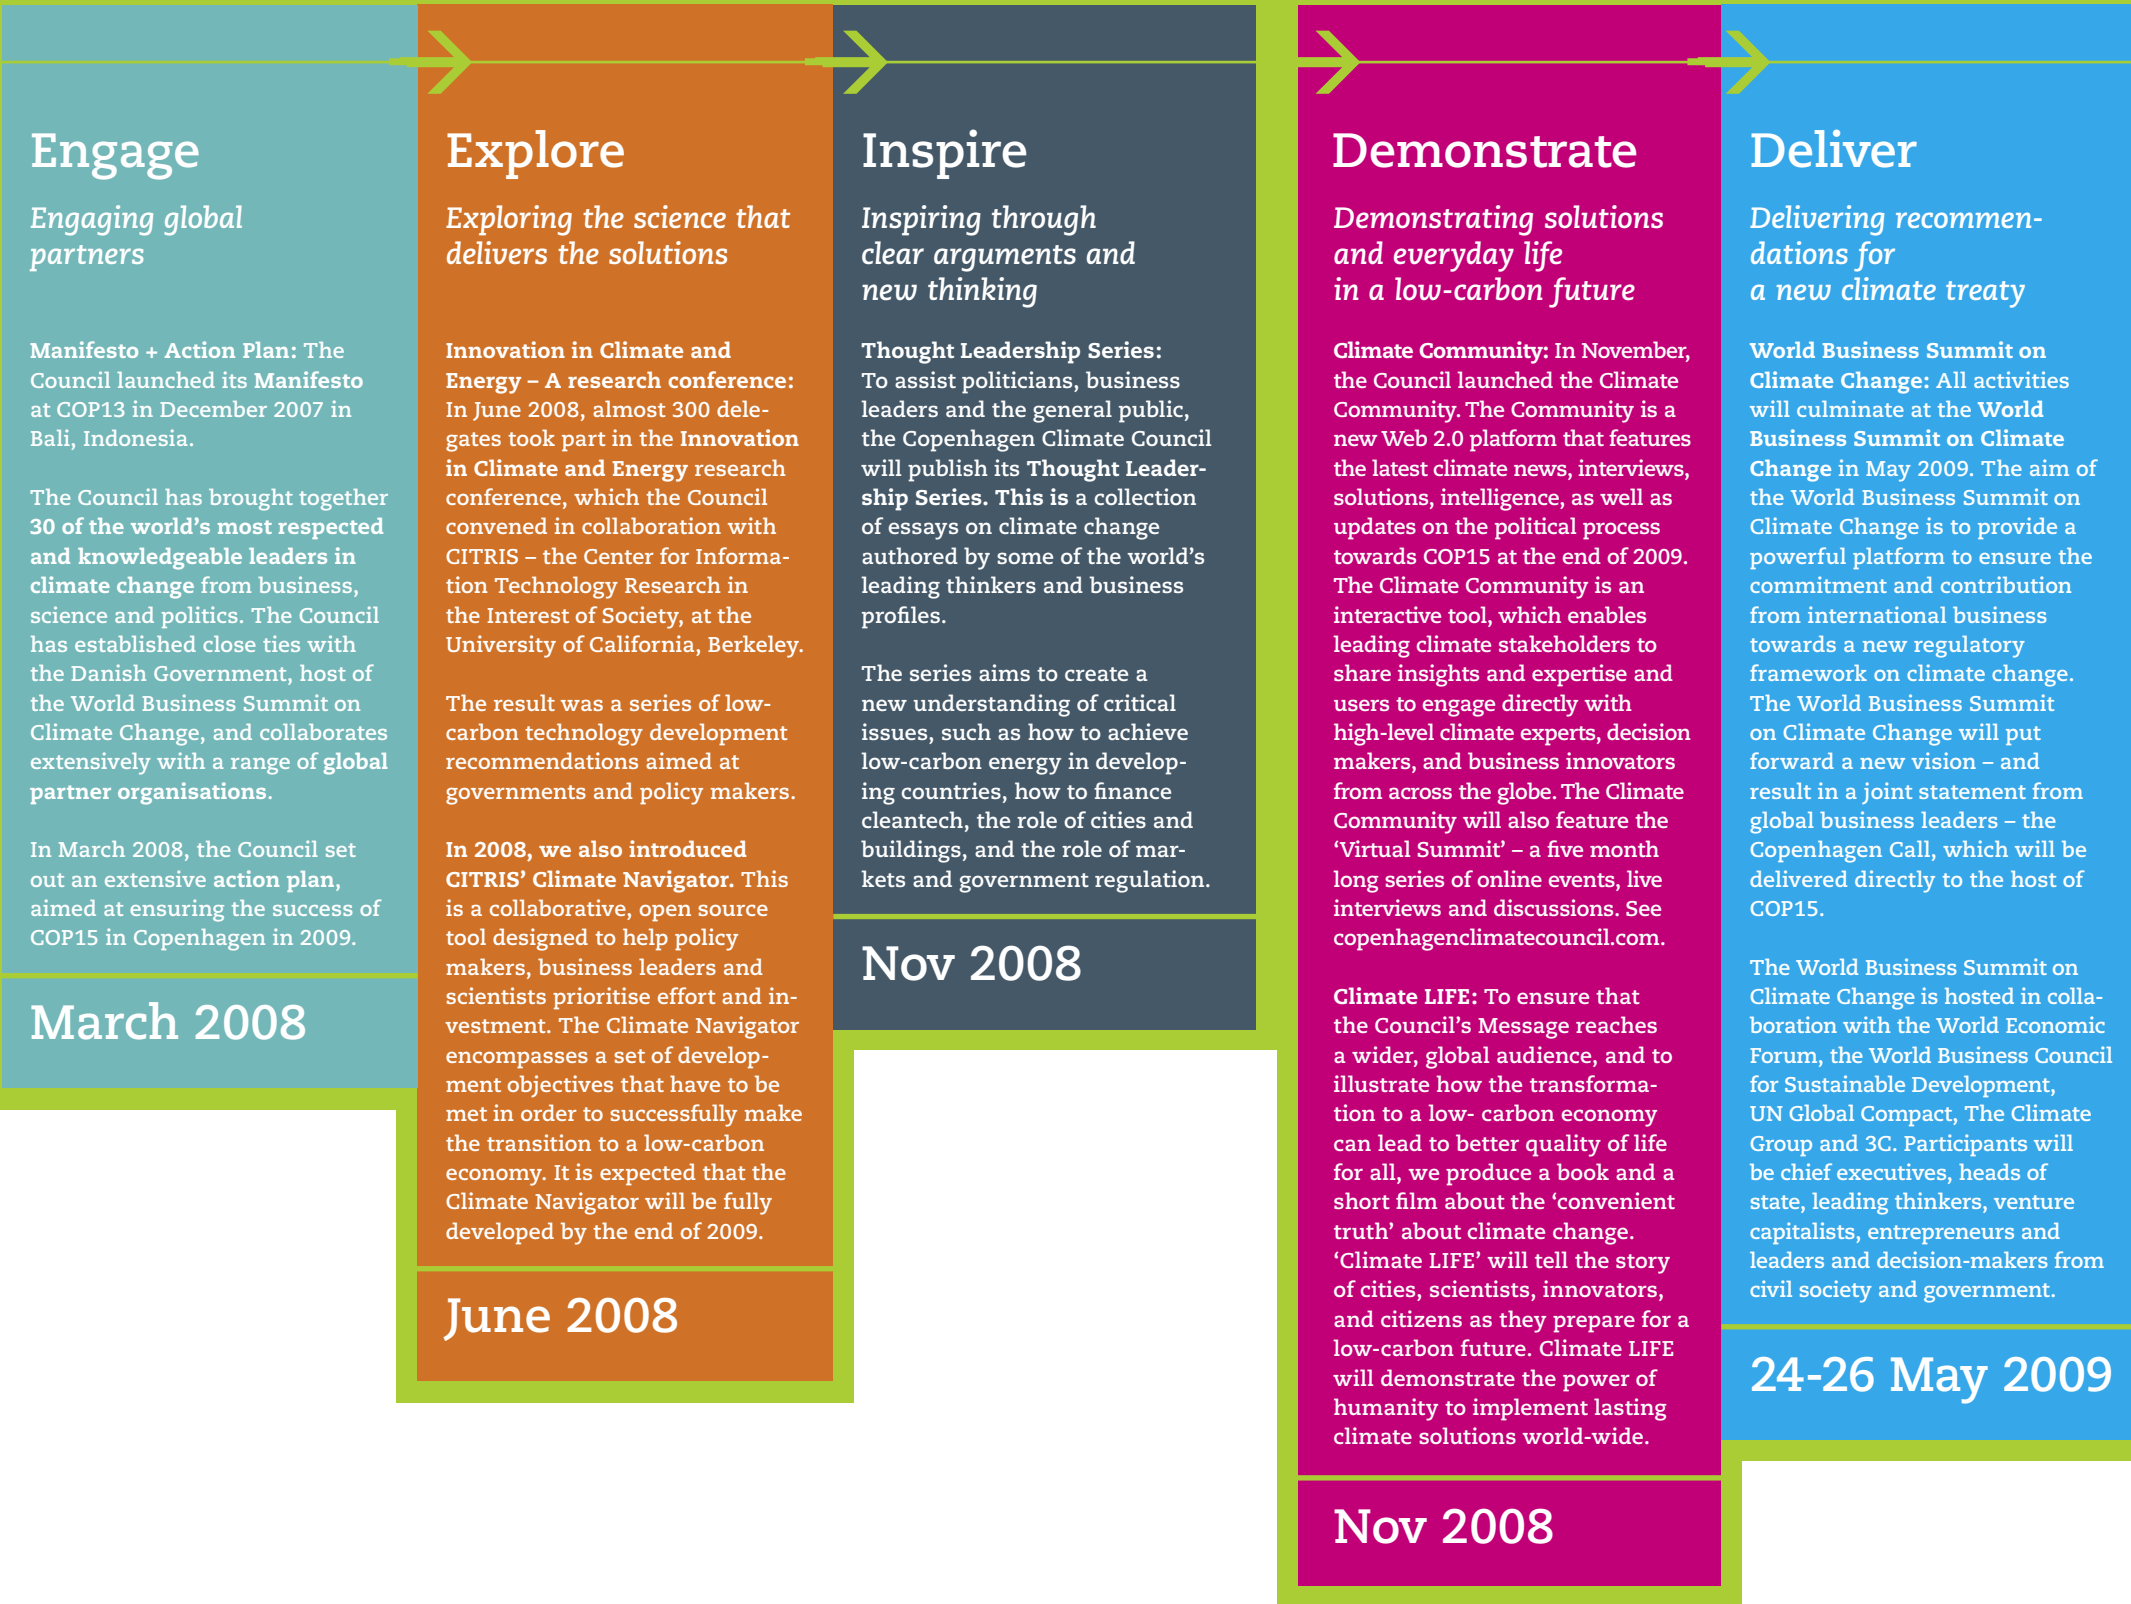 Engage
Engaging global
partners
Manifesto + Action Plan: The
Council launched its Manifesto
at COP13 in December 2007 in
Bali, Indonesia.
The Council has brought together
30 of the world’s most respected
and knowledgeable leaders in
climate change from business,
science and politics. The Council
has established close ties with
the Danish Government, host of
the World Business Summit on
Climate Change, and collaborates
extensively with a range of global
partner organisations.
In March 2008, the Council set
out an extensive action plan,
aimed at ensuring the success of
COP15 in Copenhagen in 2009.
March 2008
Explore
Exploring the science that
delivers the solutions
Innovation in Climate and
Energy – A research conference:
In June 2008, almost 300 dele-
gates took part in the Innovation
in Climate and Energy research
conference, which the Council
convened in collaboration with
CITRIS – the Center for Informa-
tion Technology Research in
the Interest of Society, at the
University of California, Berkeley.
The result was a series of low-
carbon technology development
recommendations aimed at
governments and policy makers.
In 2008, we also introduced
CITRIS’ Climate Navigator. This
is a collaborative, open source
tool designed to help policy
makers, business leaders and
scientists prioritise effort and in-
vestment. The Climate Navigator
encompasses a set of develop-
ment objectives that have to be
met in order to successfully make
the transition to a low-carbon
economy. It is expected that the
Climate Navigator will be fully
developed by the end of 2009.
June 2008
Inspire
Inspiring through
clear arguments and
new thinking
Thought Leadership Series:
To assist politicians, business
leaders and the general public,
the Copenhagen Climate Council
will publish its Thought Leader-
ship Series. This is a collection
of essays on climate change
authored by some of the world’s
leading thinkers and business
profiles.
The series aims to create a
new understanding of critical
issues, such as how to achieve
low-carbon energy in develop-
ing countries, how to finance
cleantech, the role of cities and
buildings, and the role of mar-
kets and government regulation.
Nov 2008
Demonstrate
Demonstrating solutions
and everyday life
in a low-carbon future
Climate Community: In November,
the Council launched the Climate
Community. The Community is a
new Web 2.0 platform that features
the latest climate news, interviews,
solutions, intelligence, as well as
updates on the political process
towards COP15 at the end of 2009.
The Climate Community is an
interactive tool, which enables
leading climate stakeholders to
share insights and expertise and
users to engage directly with
high-level climate experts, decision
makers, and business innovators
from across the globe. The Climate
Community will also feature the
‘Virtual Summit’ – a five month
long series of online events, live
interviews and discussions. See
copenhagenclimatecouncil.com.
Climate LIFE: To ensure that
the Council’s Message reaches
a wider, global audience, and to
illustrate how the transforma-
tion to a low- carbon economy
can lead to better quality of life
for all, we produce a book and a
short film about the ‘convenient
truth’ about climate change.
‘Climate LIFE’ will tell the story
of cities, scientists, innovators,
and citizens as they prepare for a
low-carbon future. Climate LIFE
will demonstrate the power of
humanity to implement lasting
climate solutions world-wide.
Nov 2008
Deliver
Delivering recommen-
dations for
a new climate treaty
World Business Summit on
Climate Change: All activities
will culminate at the World
Business Summit on Climate
Change in May 2009. The aim of
the World Business Summit on
Climate Change is to provide a
powerful platform to ensure the
commitment and contribution
from international business
towards a new regulatory
framework on climate change.
The World Business Summit
on Climate Change will put
forward a new vision – and
result in a joint statement from
global business leaders – the
Copenhagen Call, which will be
delivered directly to the host of
COP15.
The World Business Summit on
Climate Change is hosted in colla-
boration with the World Economic
Forum, the World Business Council
for Sustainable Development,
UN Global Compact, The Climate
Group and 3C. Participants will
be chief executives, heads of
state, leading thinkers, venture
capitalists, entrepreneurs and
leaders and decision-makers from
civil society and government.
24-26 May 2009